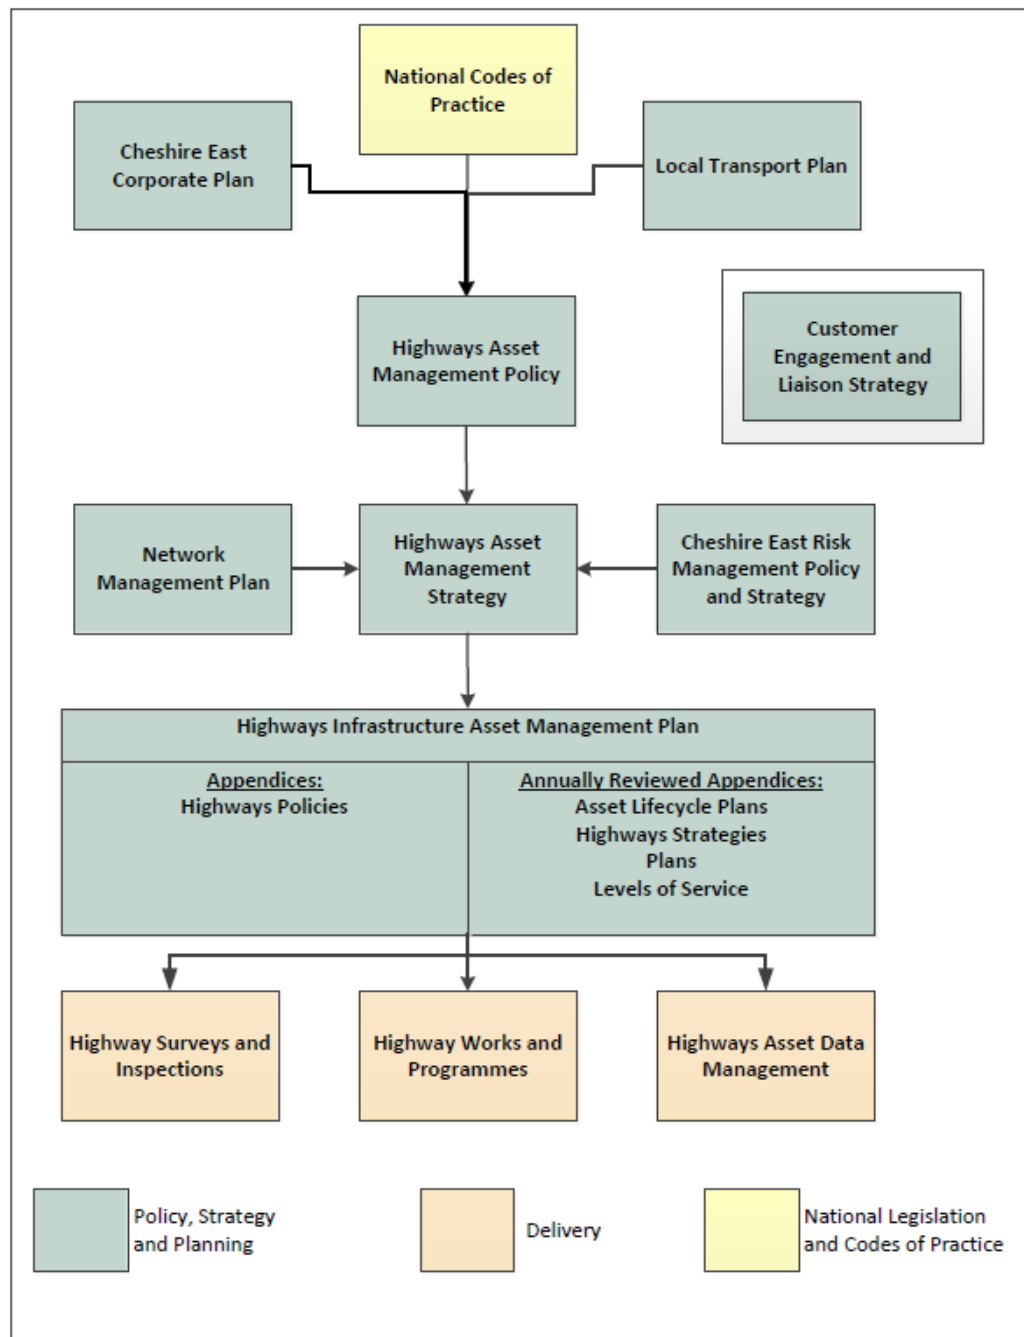 National Codes of
Practice
Cheshire East
Corporate Plan
Local Transport Plan
Highways Asset
Management Policy
Customer
Engagement and
Liaison Strategy
Network
Management Plan
Highways Asset
Management
Strategy
Cheshire East Risk
Management Policy
and Strategy
Highways Infrastructure Asset Management Plan
Appendices:
Highways Policies
Annually Reviewed Appendices:
Asset Lifecycle Plans
Highways Strategies
Plans
Levels of Service
Highway Surveys and
Inspections
Highway Works and
Programmes
Highways Asset Data
Management
Policy, Strategy
and Planning
Delivery
National Legislation
and Codes of Practice